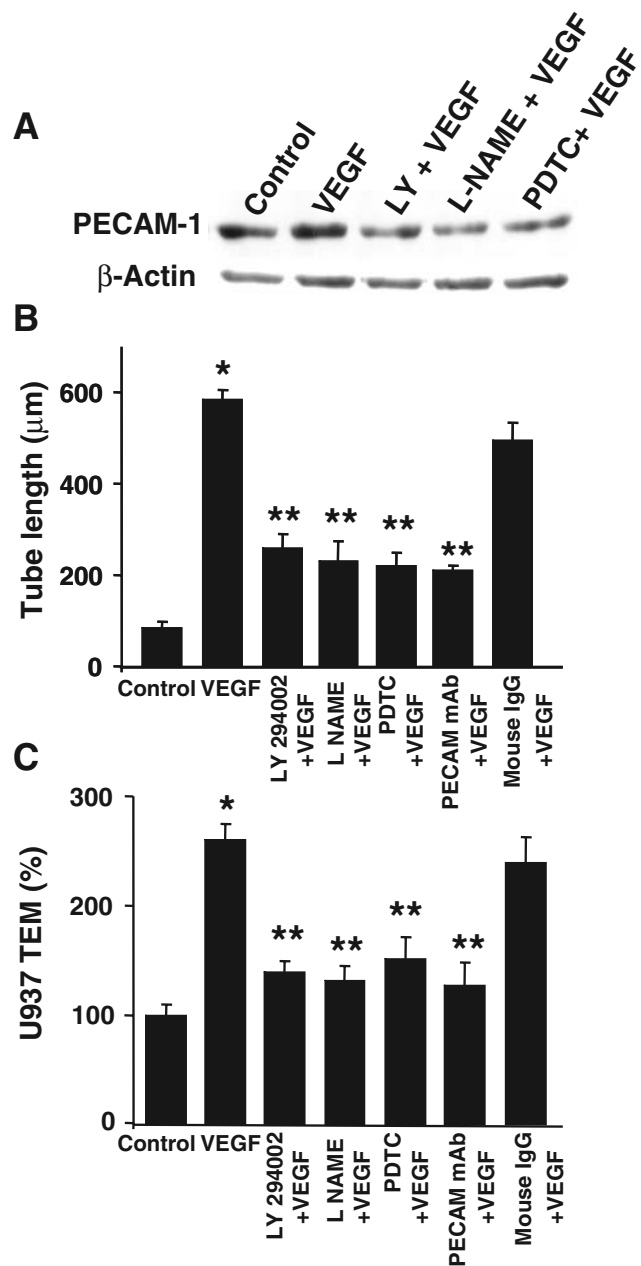 A
Control
VEGF
LY + VEGF
L-NAME + VEGF
PDTC+ VEGF
PECAM-1
β-Actin
B
Tube length (μm)
600
400
200
0
*
**
**
**
**
Control
VEGF
LY 294002
+VEGF
L NAME
+VEGF
PDTC
+VEGF
PECAM mAb
+VEGF
Mouse IgG
+VEGF
C
U937 TEM (%)
300
200
100
0
*
**
**
**
**
Control
VEGF
LY 294002
+VEGF
L NAME
+VEGF
PDTC
+VEGF
PECAM mAb
+VEGF
Mouse IgG
+VEGF